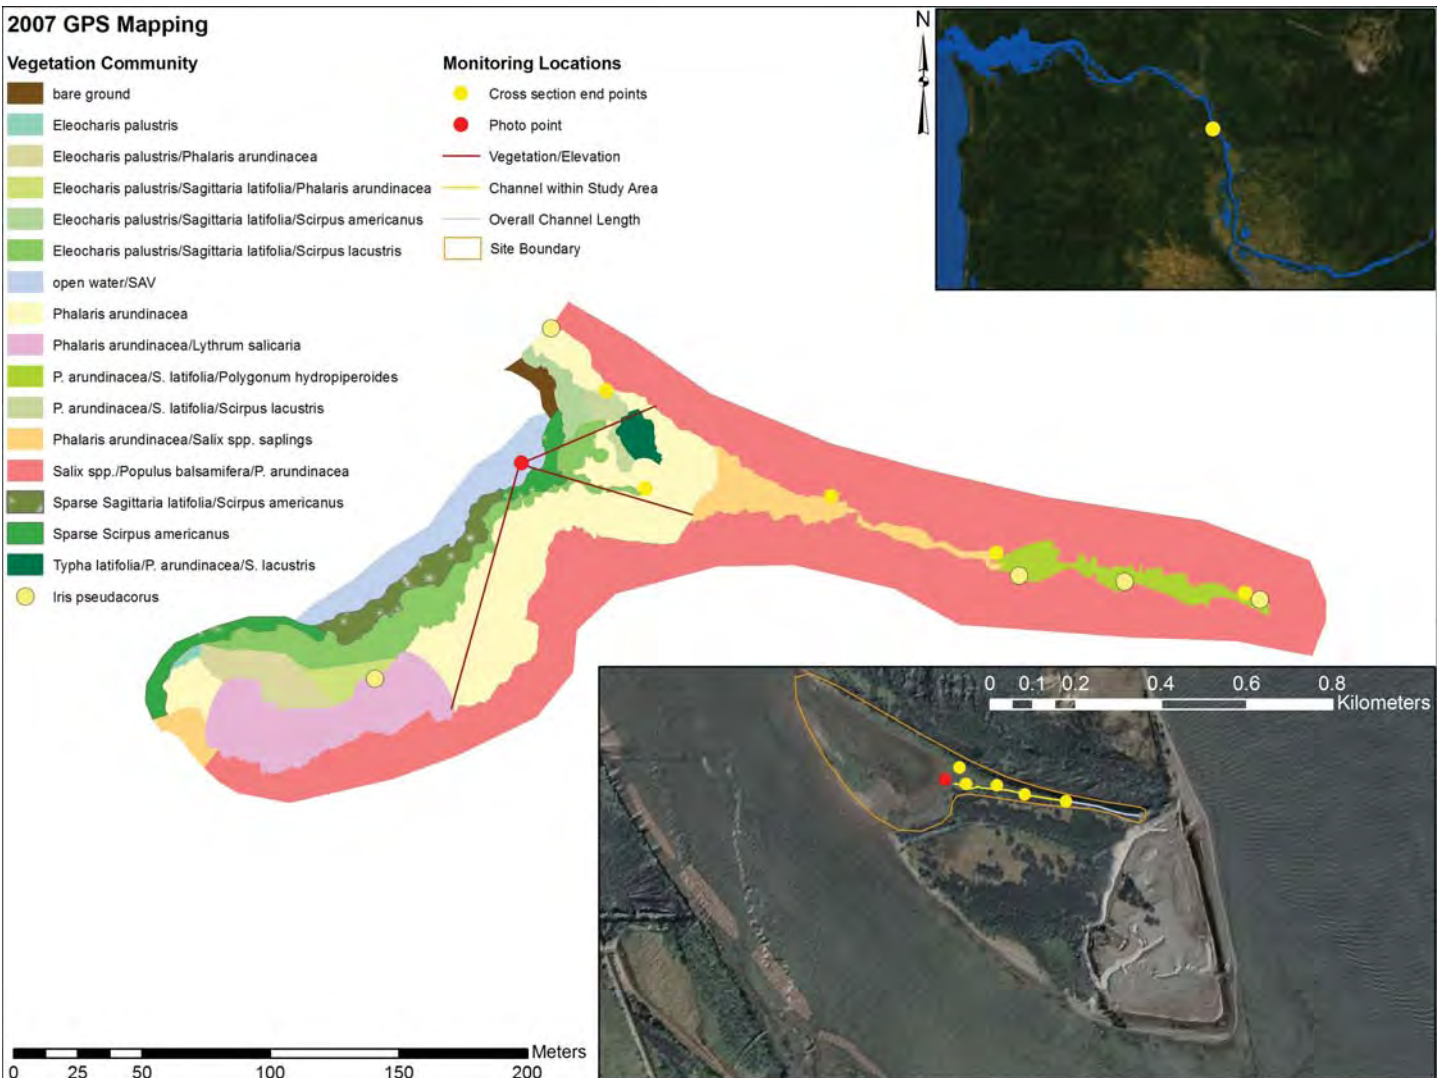 2007 GPS Mapping
Vegetation Community
bare ground
Eleocharis palustris
Eleocharis palustris/Phalaris arundinacea
Eleocharis palustris/Sagittaria latifolia/Phalaris arundinacea
Eleocharis palustris/Sagittaria latifolia/Scirpus americanus
Eleocharis palustris/Sagittaria latifolia/Scirpus lacustris
open water/SAV
Phalaris arundinacea
Phalaris arundinacea/Lythrum salicaria
P. arundinacea/S. latifolia/Polygonum hydropiperoides
P. arundinacea/S. latifolia/Scirpus lacustris
Phalaris arundinacea/Salix spp. saplings
Salix spp./Populus balsamifera/P. arundinacea
Sparse Sagittaria latifolia/Scirpus americanus
Sparse Scirpus americanus
Typha latifolia/P. arundinacea/S. lacustris
Iris pseudacorus
Monitoring Locations
Cross section end points
Photo point
Vegetation/Elevation
Channel within Study Area
Overall Channel Length
Site Boundary
N
0 0.1 0.2 0.4 0.6 0.8
Kilometers
Meters
0 25 50 100 150 200